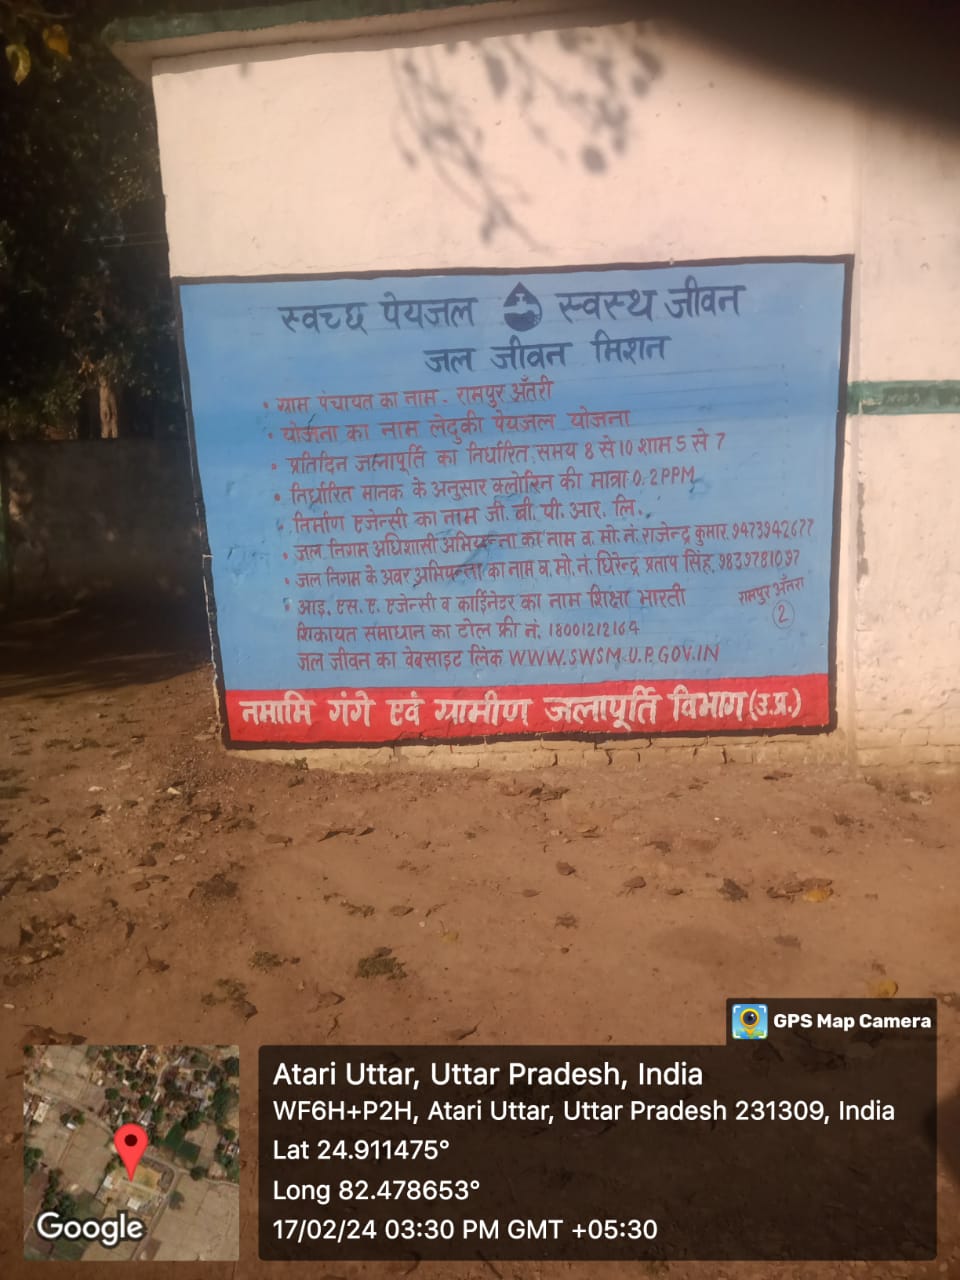 स्वच्छ पेयजल स्वस्थ जीवन
जल जीवन मिशन
• ग्राम पंचायत का नाम - रामपुर अँतरी
• योजना का नाम लेदुकी पेयजल योजना
• प्रतिदिन जलापूर्ति का निर्धारित समय 8 से 10 शाम 5 से 7
• निर्धारित मानक के अनुसार क्लोरिन की मात्रा 0.2PPM
• निर्माण एजेन्सी का नाम जी. वी. पी. आर. लि.
• जल निगम अधिशासी अभियन्ता का नाम व. मो. नं. राजेन्द्र कुमार 9473942677
• जल निगम के अवर अभियन्ता का नाम व. मो. नं. धिरेन्द्र प्रताप सिंह, 9839781097
• आइ. एस. ए. एजेन्सी व कार्डिनेटर का नाम शिक्षा भारती
रामपुर अँतरा
2
शिकायत समाधान का टोल फ्री नं. 18001212164
जल जीवन का वेबसाइट लिंक WWW.SWSM.U.P.GOV.IN
नमामि गंगे एवं ग्रामीण जलापूर्ति विभाग (उ.प्र.)
GPS Map Camera
Atari Uttar, Uttar Pradesh, India
WF6H+P2H, Atari Uttar, Uttar Pradesh 231309, India
Lat 24.911475°
Long 82.478653°
17/02/24 03:30 PM GMT +05:30
Google